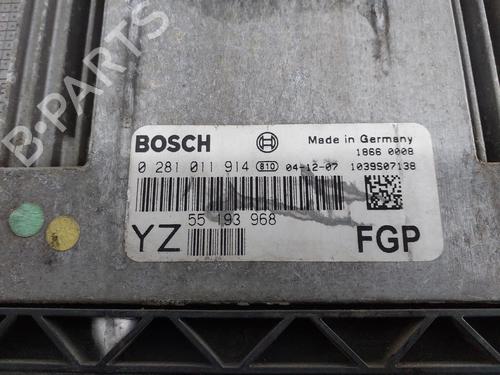 BOSCH
Made in Germany
1866 0008
0 281 011 914 810 04-12-07 1039S07138
55 193 968
YZ
FGP
B-PARTS